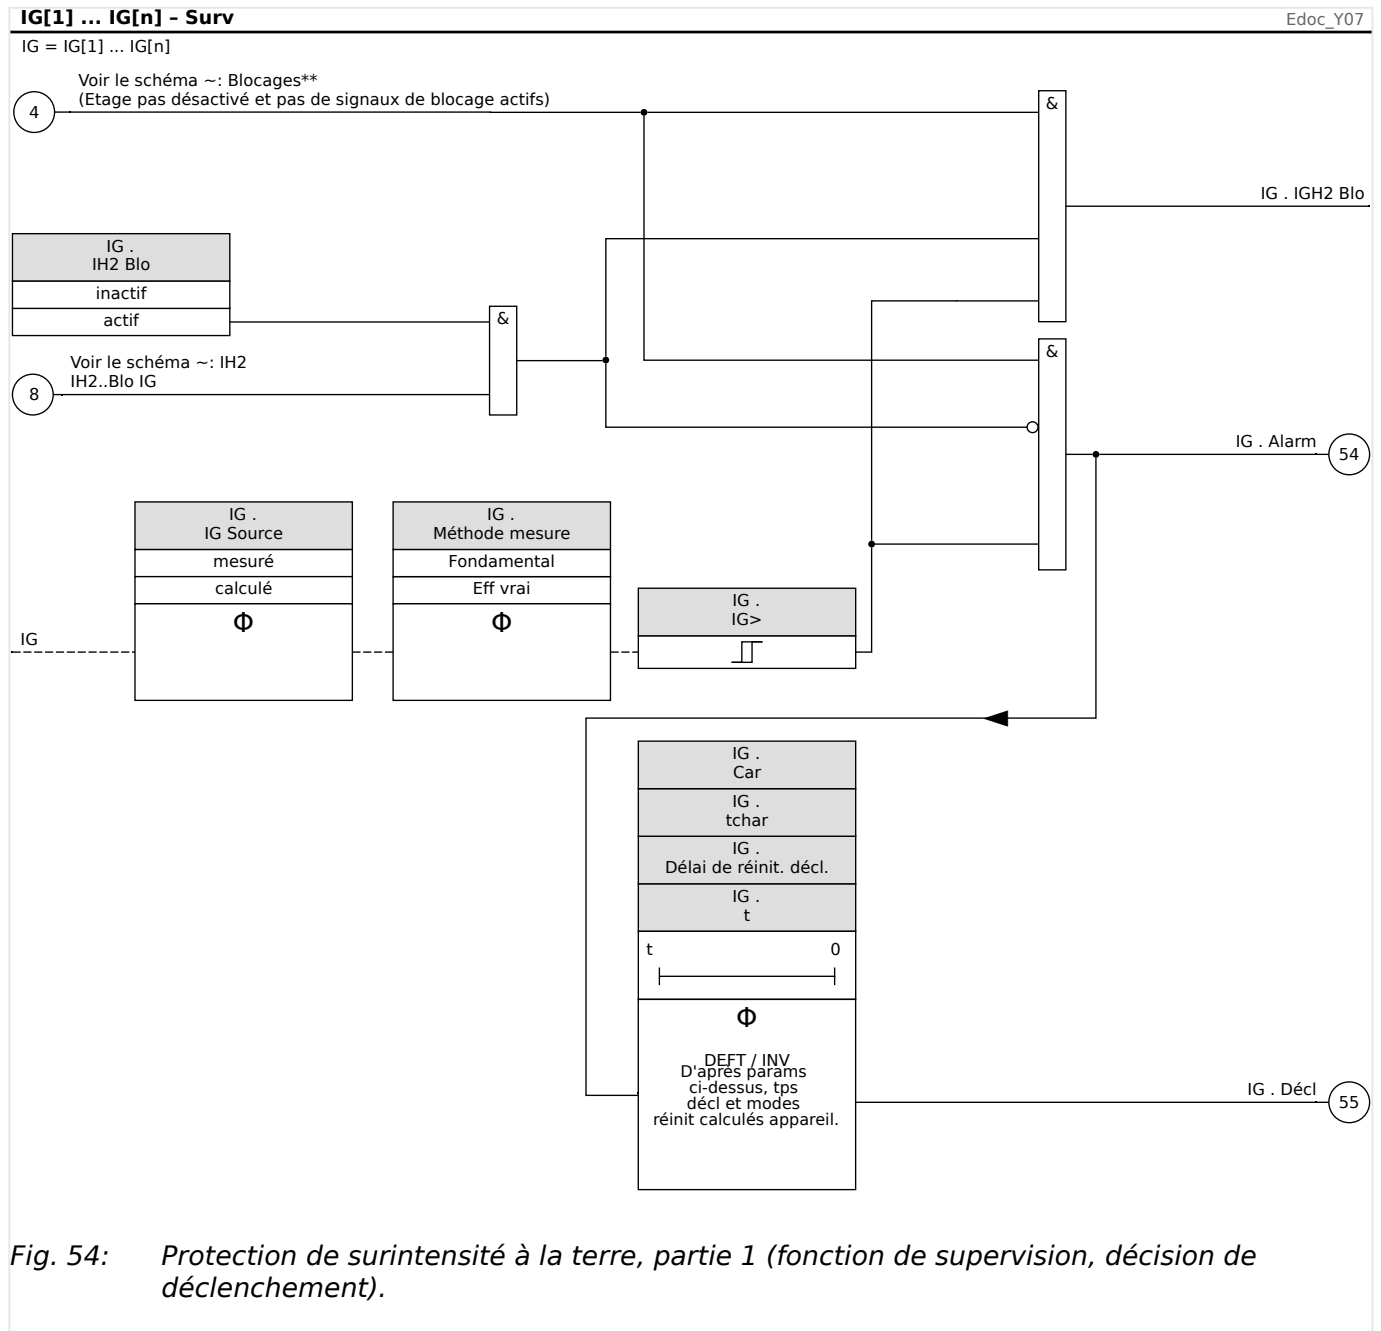 IG[1] ... IG[n] – Surv
Edoc_Y07
IG = IG[1] ... IG[n]
Voir le schéma ~: Blocages**
(Etage pas désactivé et pas de signaux de blocage actifs)
4
&
IG . IGH2 Blo
IG .
IH2 Blo
inactif
actif
&
Voir le schéma ~: IH2
IH2..Blo IG
8
&
IG . Alarm
54
IG .
IG Source
mesuré
calculé
Φ
IG .
Méthode mesure
Fondamental
Eff vrai
Φ
IG
IG .
IG>
IG .
Car
IG .
tchar
IG .
Délai de réinit. décl.
IG .
t
t 0
Φ
DEFT / INV
D'après params
ci-dessus, tps
décl et modes
réinit calculés appareil.
IG . Décl
55
Fig. 54: Protection de surintensité à la terre, partie 1 (fonction de supervision, décision de
déclenchement).